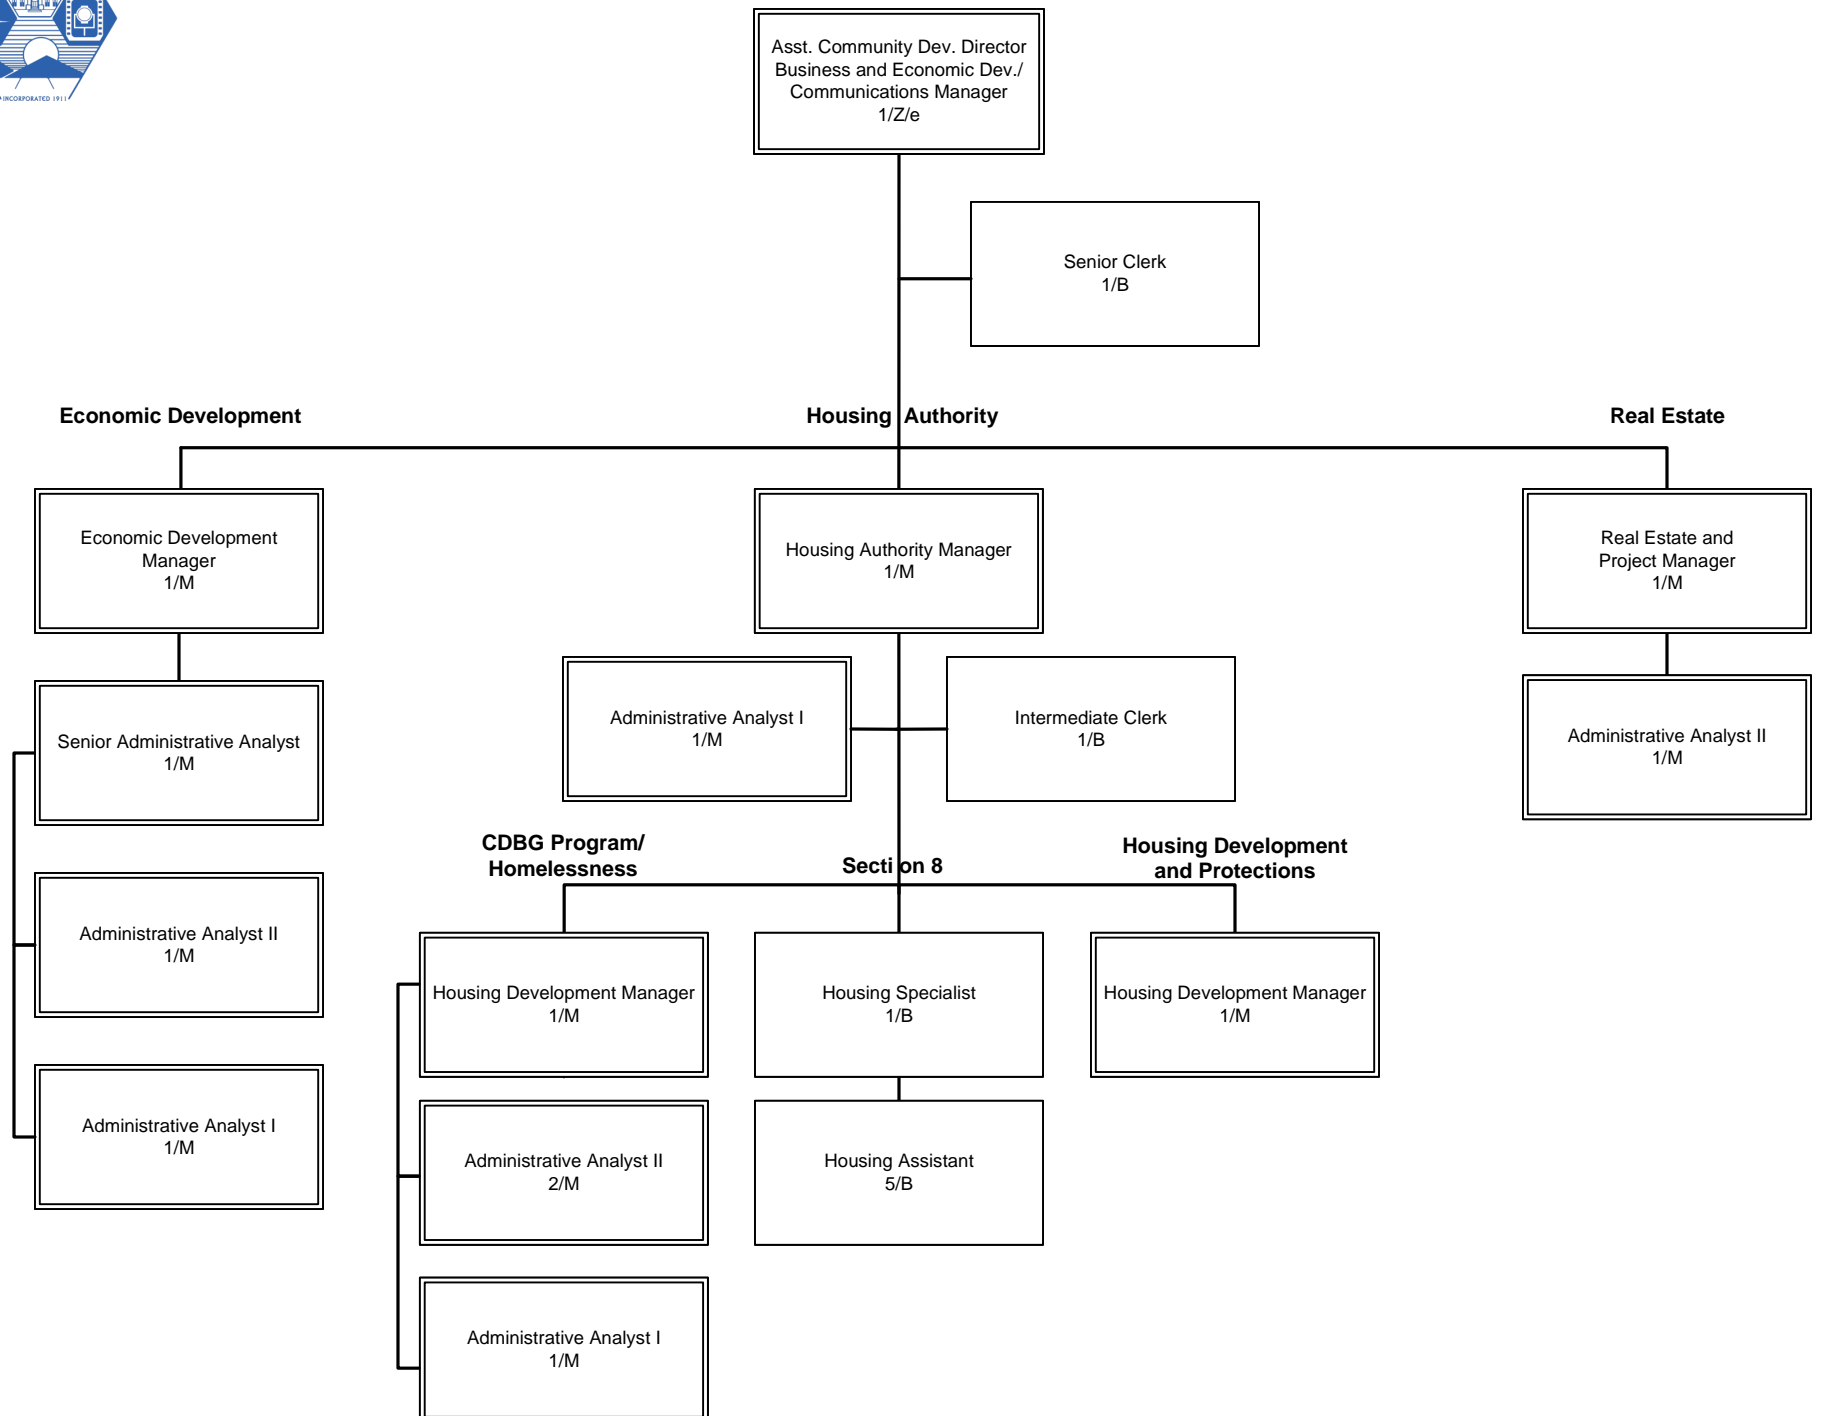 INCORPORATED 1911
Asst. Community Dev. Director
Business and Economic Dev./
Communications Manager
1/Z/e
Senior Clerk
1/B
Economic Development
Housing Authority
Real Estate
Economic Development
Manager
1/M
Housing Authority Manager
1/M
Real Estate and
Project Manager
1/M
Senior Administrative Analyst
1/M
Administrative Analyst I
1/M
Intermediate Clerk
1/B
Administrative Analyst II
1/M
CDBG Program/
Homelessness
Section 8
Housing Development
and Protections
Administrative Analyst II
1/M
Housing Development Manager
1/M
Housing Specialist
1/B
Housing Development Manager
1/M
Administrative Analyst I
1/M
Administrative Analyst II
2/M
Housing Assistant
5/B
Administrative Analyst I
1/M